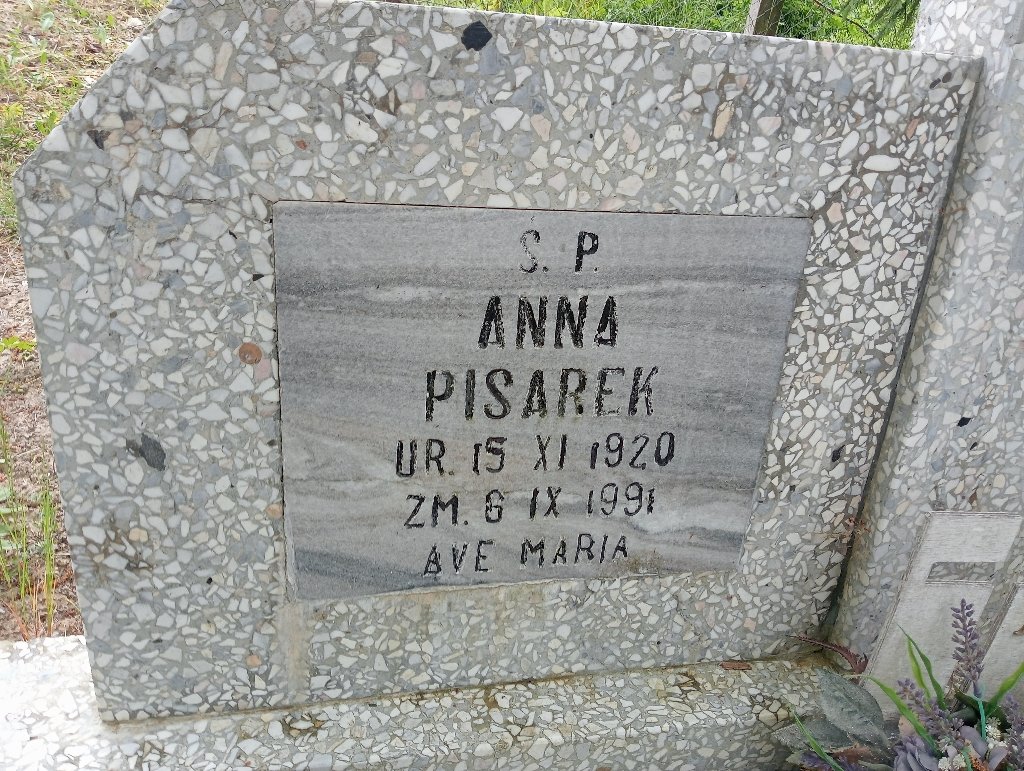 Ś. P.
ANNA
PISAREK
UR. 15 XI 1920
ZM. 6 IX 1991
AVE MARIA